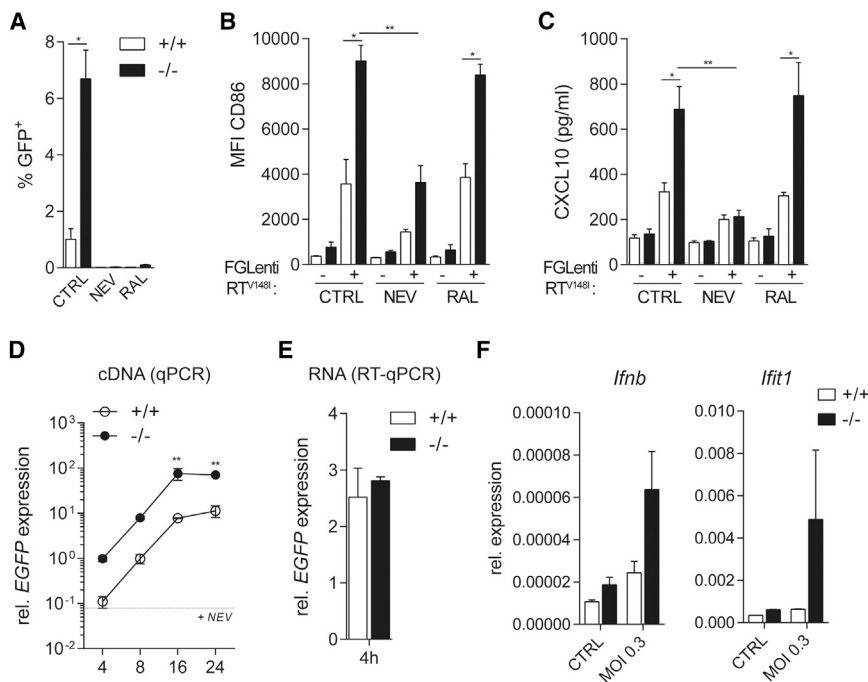 A
+/+
-/-
*
% GFP+
8
6
4
2
0
CTRL
NEV
RAL
B
MFI CD86
10000
8000
6000
4000
2000
0
*
**
*
FGLenti - + - + - +
RTV148I : CTRL NEV RAL
C
CXCL10 (pg/ml)
1000
800
600
400
200
0
*
**
*
FGLenti - + - + - +
RTV148I : CTRL NEV RAL
D
cDNA (qPCR)
+/+
-/-
rel. EGFP expression
10³
10²
10¹
10⁰
10⁻¹
10⁻²
** **
+ NEV
4 8 16 24
E
RNA (RT-qPCR)
+/+
-/-
rel. EGFP expression
4
3
2
1
0
4h
F
Ifnb
rel. expression
0.00010
0.00008
0.00006
0.00004
0.00002
0.00000
CTRL
MOI 0.3
Ifit1
+/+
-/-
0.010
0.008
0.006
0.004
0.002
0.000
CTRL
MOI 0.3